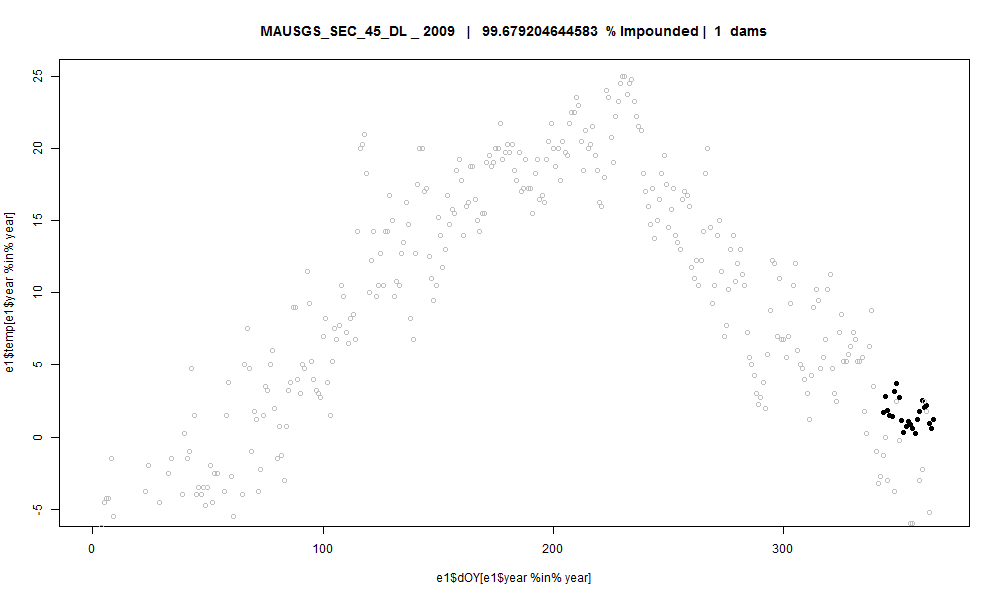 MAUSGS_SEC_45_DL _ 2009 | 99.679204644583 % Impounded | 1 dams
e1$temp[e1$year %in% year]
25
20
15
10
5
0
-5
0 100 200 300
e1$dOY[e1$year %in% year]